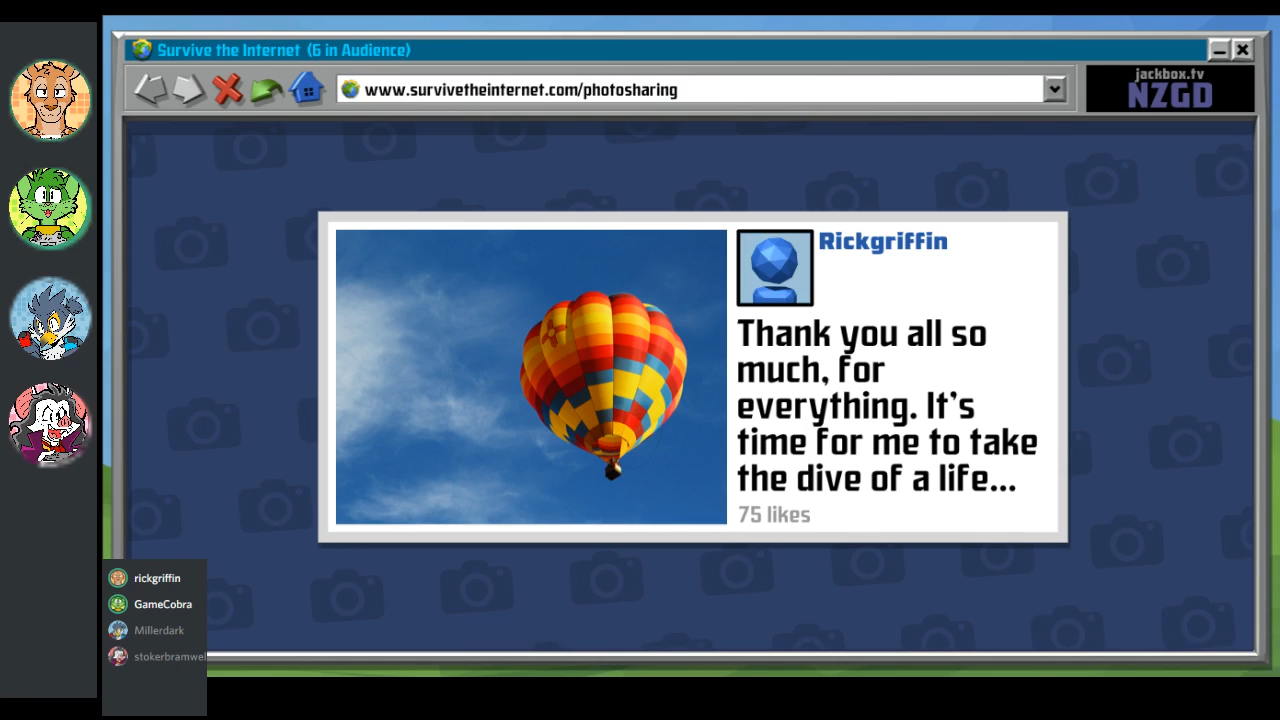 Survive the Internet (6 in Audience)
www.survivetheinternet.com/photosharing
jackbox.tv
NZGD
Rickgriffin
Thank you all so
much, for
everything. It's
time for me to take
the dive of a life...
75 likes
rickgriffin
GameCobra
Millerdark
stokerbramwel